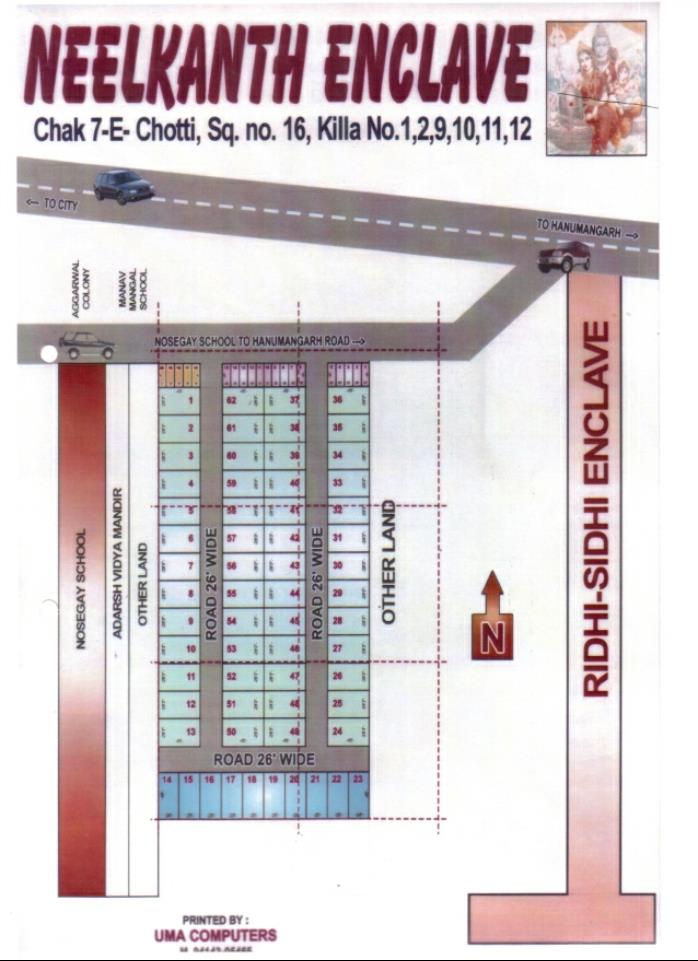 NEELKANTH ENCLAVE
Chak 7-E- Chotti, Sq. no. 16, Killa No.1,2,9,10,11,12
← TO CITY
TO HANUMANGARH →
AGGARWAL
COLONY
MANAV
MANGAL
SCHOOL
NOSEGAY SCHOOL TO HANUMANGARH ROAD →
1 62 37 36
2 61 38 35
3 60 39 34
4 59 40 33
5 58 41 32
6 57 42 31
7 56 43 30
8 55 44 29
9 54 45 28
10 53 46 27
11 52 47 26
12 51 48 25
13 50 49 24
NOSEGAY SCHOOL
ADARSH VIDYA MANDIR
OTHER LAND
ROAD 26' WIDE
ROAD 26' WIDE
OTHER LAND
N
RIDHI-SIDHI ENCLAVE
ROAD 26' WIDE
14 15 16 17 18 19 20 21 22 23
PRINTED BY :
UMA COMPUTERS